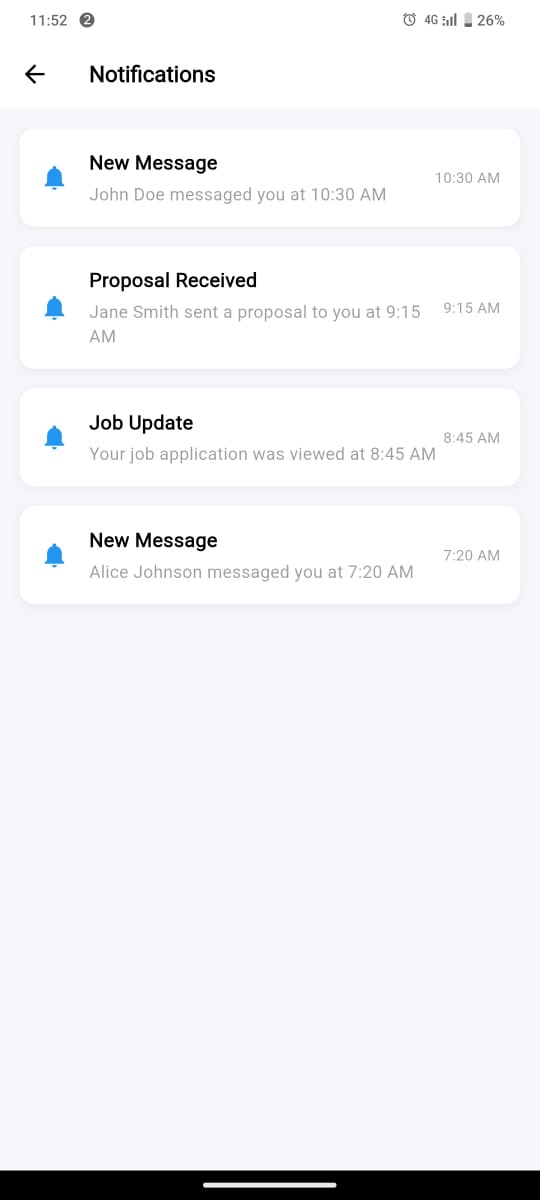 11:52 2 4G 26%
Notifications
New Message
John Doe messaged you at 10:30 AM
10:30 AM
Proposal Received
Jane Smith sent a proposal to you at 9:15
AM
9:15 AM
Job Update
Your job application was viewed at 8:45 AM
8:45 AM
New Message
Alice Johnson messaged you at 7:20 AM
7:20 AM